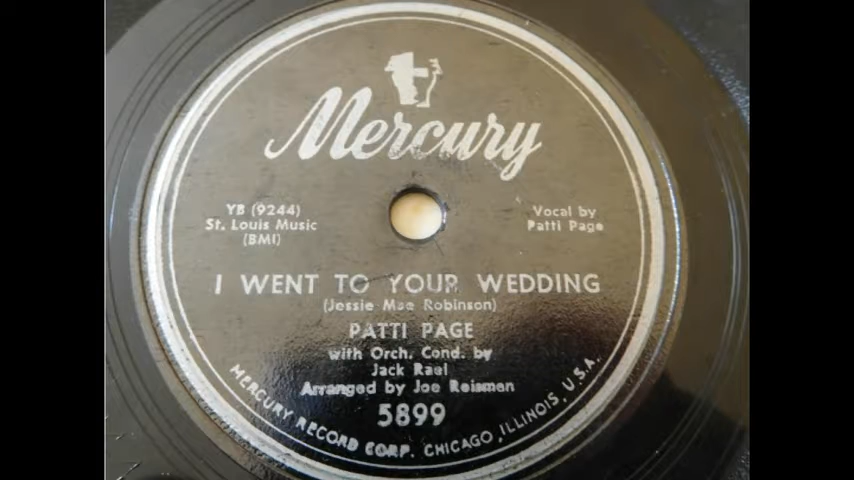 Mercury
YB (9244)
St. Louis Music
(BMI)
Vocal by
Patti Page
I WENT TO YOUR WEDDING
(Jessie Mae Robinson)
PATTI PAGE
with Orch. Cond. by
Jack Rael
Arranged by Joe Reisman
5899
MERCURY RECORD CORP. CHICAGO, ILLINOIS, U.S.A.